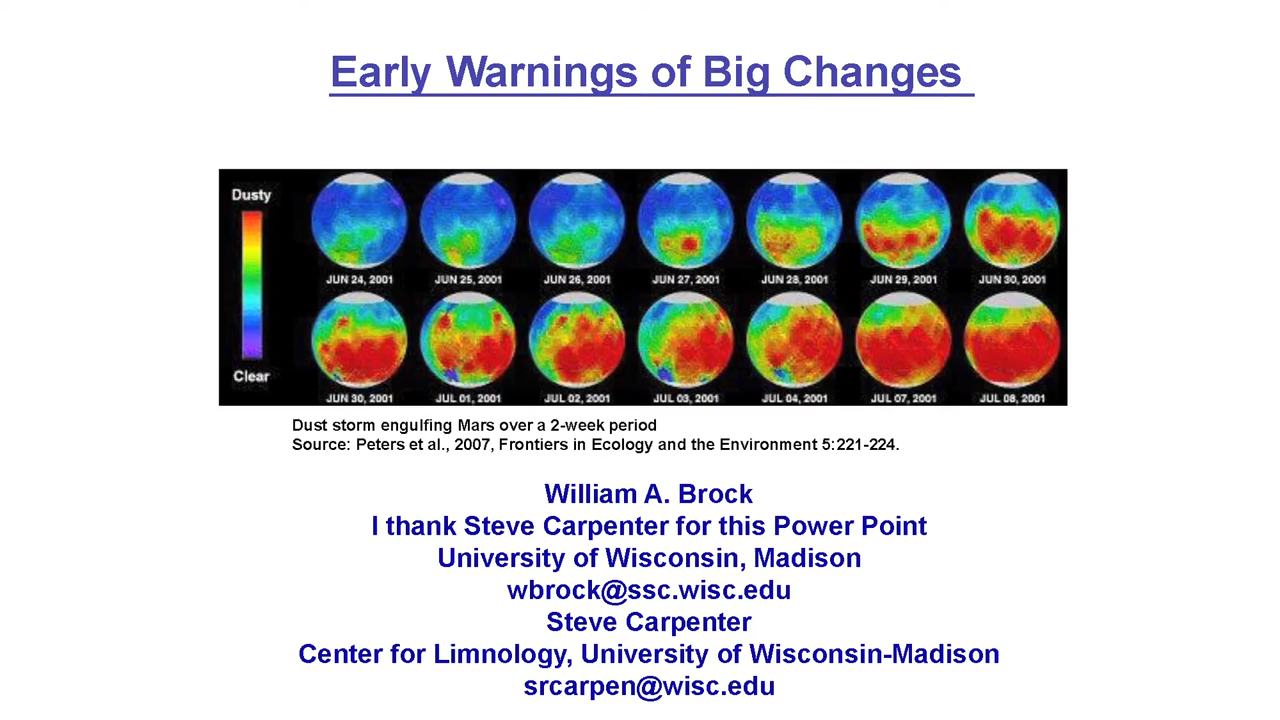 Early Warnings of Big Changes
Dusty
JUN 24, 2001 JUN 25, 2001 JUN 26, 2001 JUN 27, 2001 JUN 28, 2001 JUN 29, 2001 JUN 30, 2001
Clear
JUN 30, 2001 JUL 01, 2001 JUL 02, 2001 JUL 03, 2001 JUL 04, 2001 JUL 07, 2001 JUL 08, 2001
Dust storm engulfing Mars over a 2-week period
Source: Peters et al., 2007, Frontiers in Ecology and the Environment 5:221-224.
William A. Brock
I thank Steve Carpenter for this Power Point
University of Wisconsin, Madison
wbrock@ssc.wisc.edu
Steve Carpenter
Center for Limnology, University of Wisconsin-Madison
srcarpen@wisc.edu